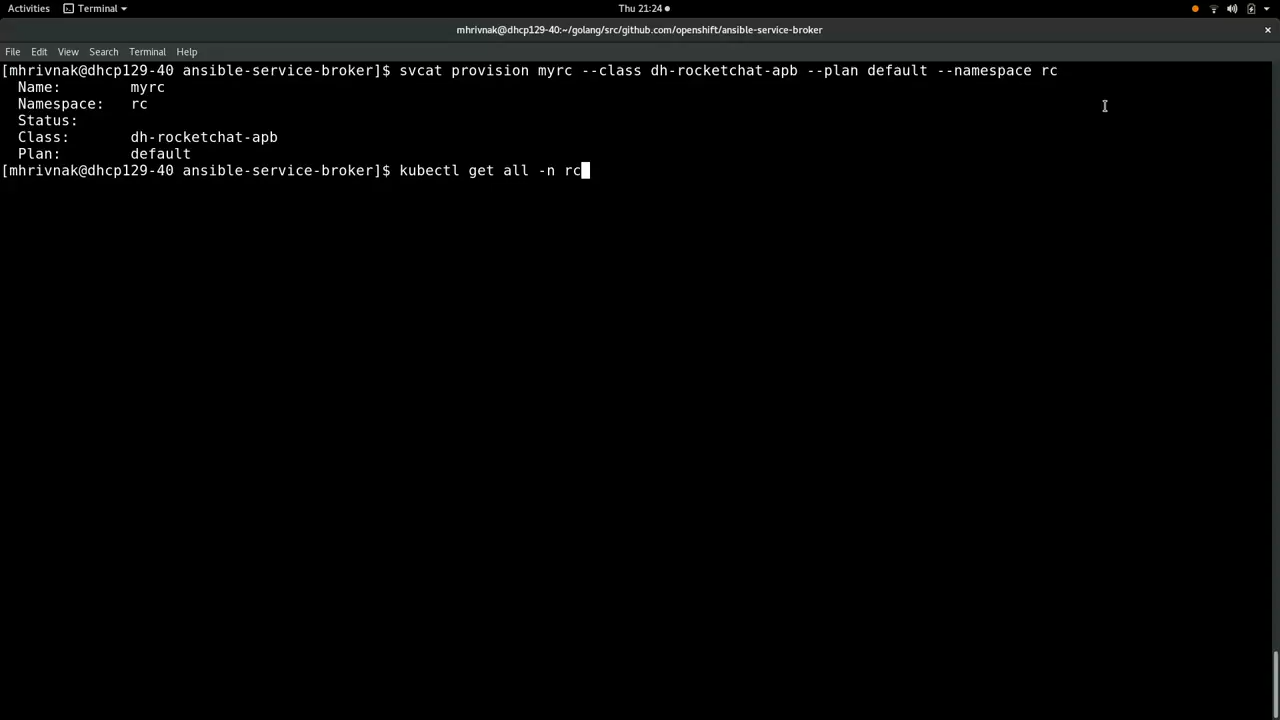 Activities Terminal Thu 21:24
mhrivnak@dhcp129-40:~/golang/src/github.com/openshift/ansible-service-broker
File Edit View Search Terminal Help
[mhrivnak@dhcp129-40 ansible-service-broker]$ svcat provision myrc --class dh-rocketchat-apb --plan default --namespace rc
Name: myrc
Namespace: rc
Status:
Class: dh-rocketchat-apb
Plan: default
[mhrivnak@dhcp129-40 ansible-service-broker]$ kubectl get all -n rc